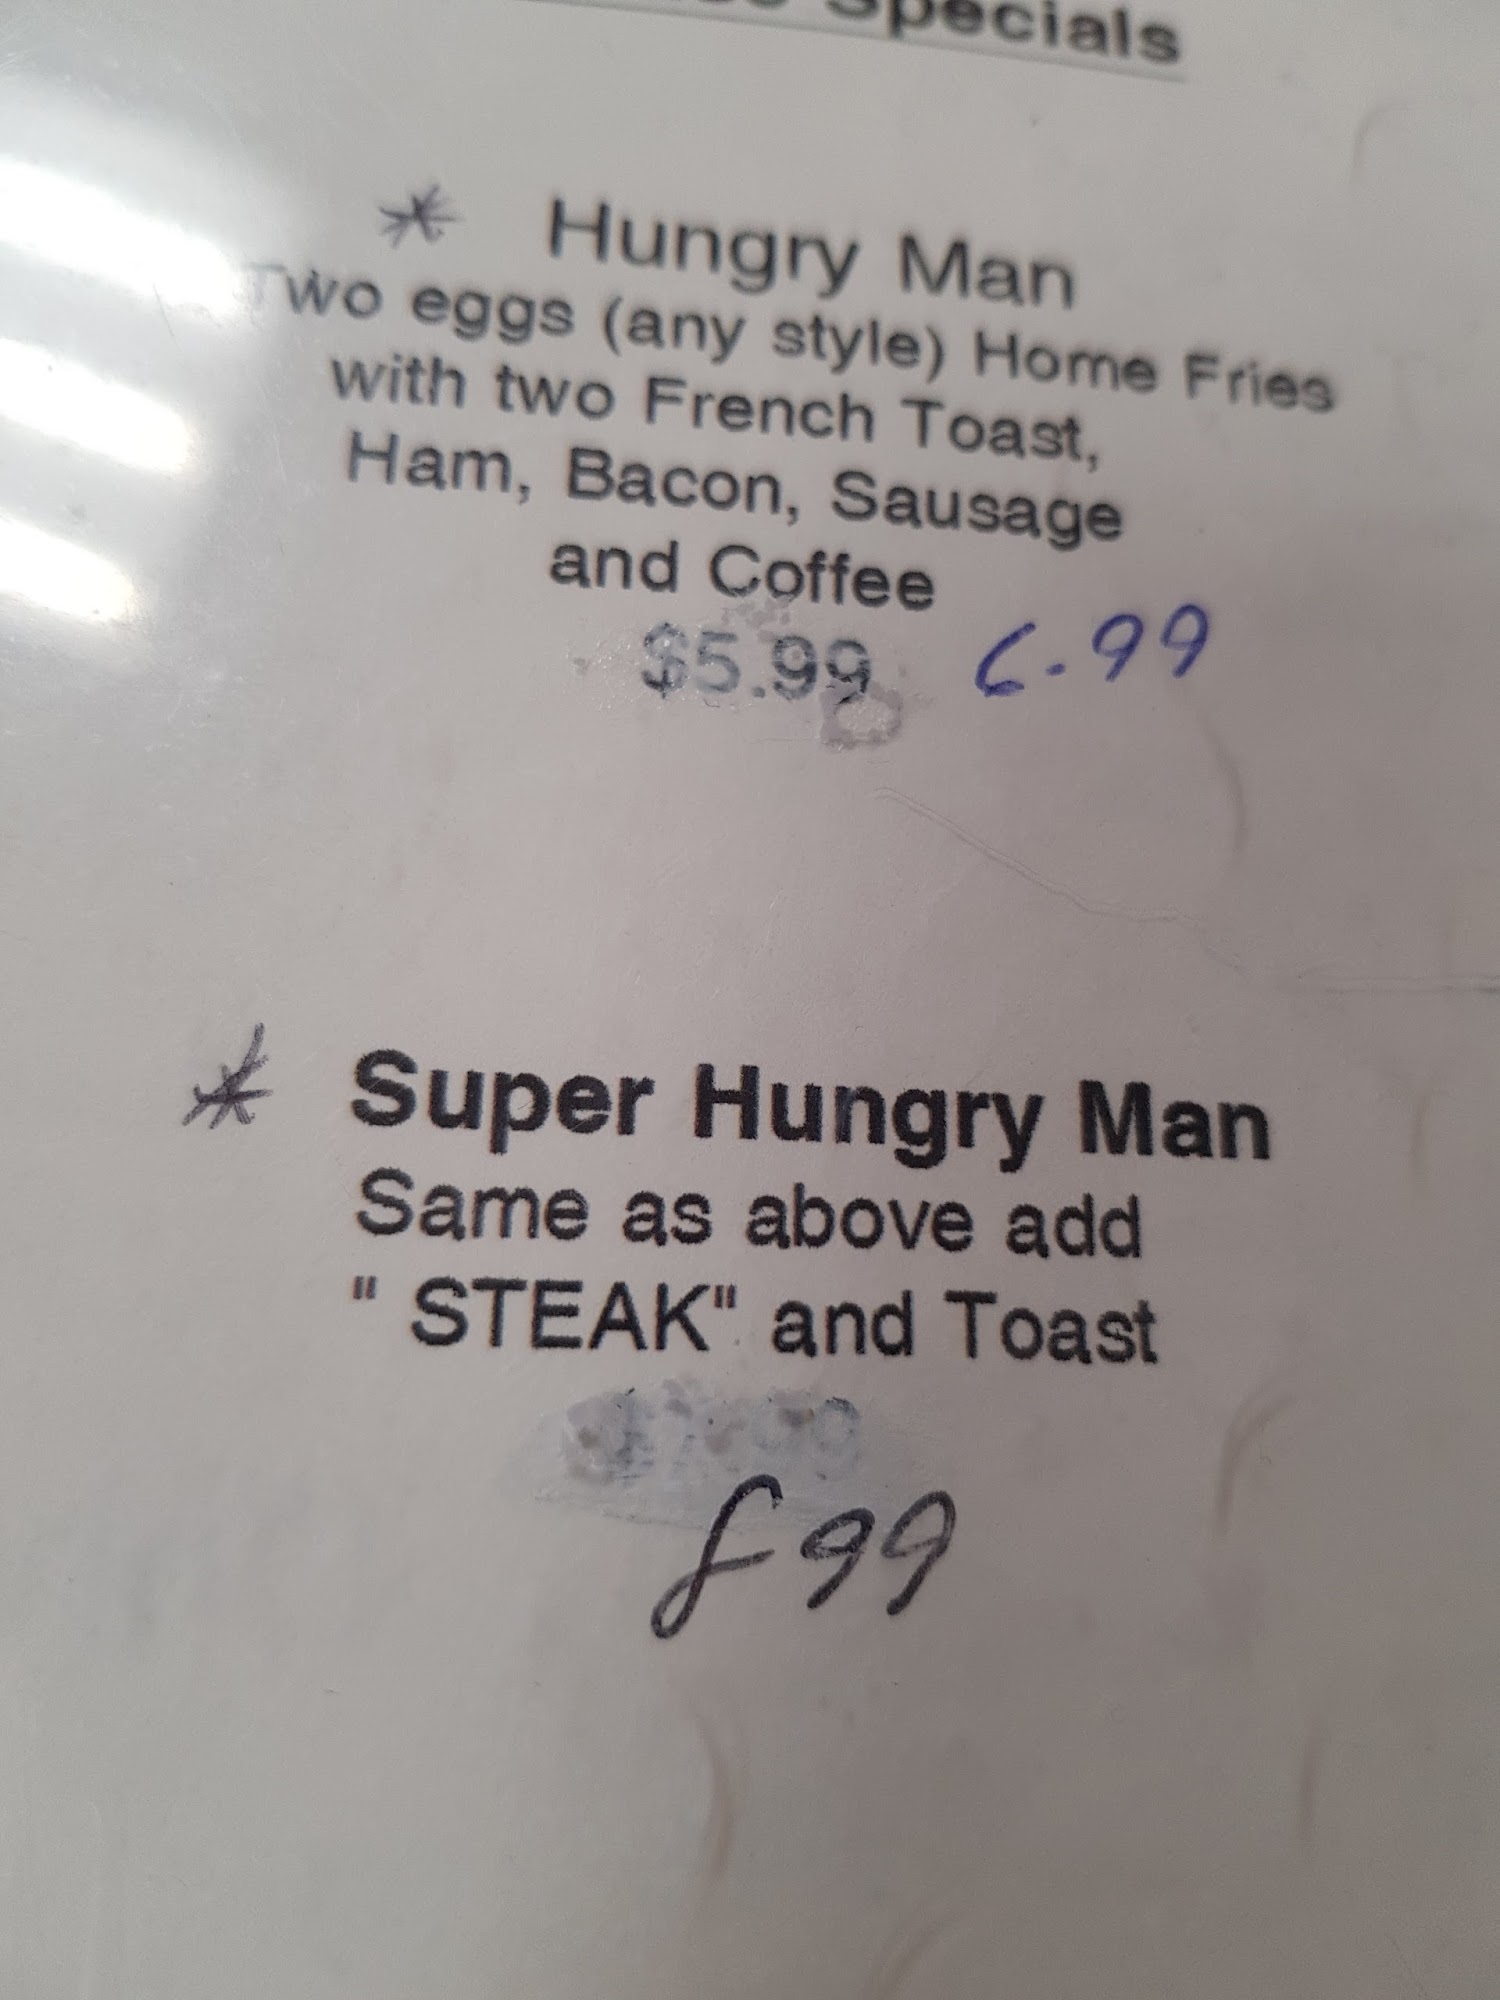 Specials
* Hungry Man
Two eggs (any style) Home Fries
with two French Toast,
Ham, Bacon, Sausage
and Coffee
$5.99 6.99
* Super Hungry Man
Same as above add
" STEAK" and Toast